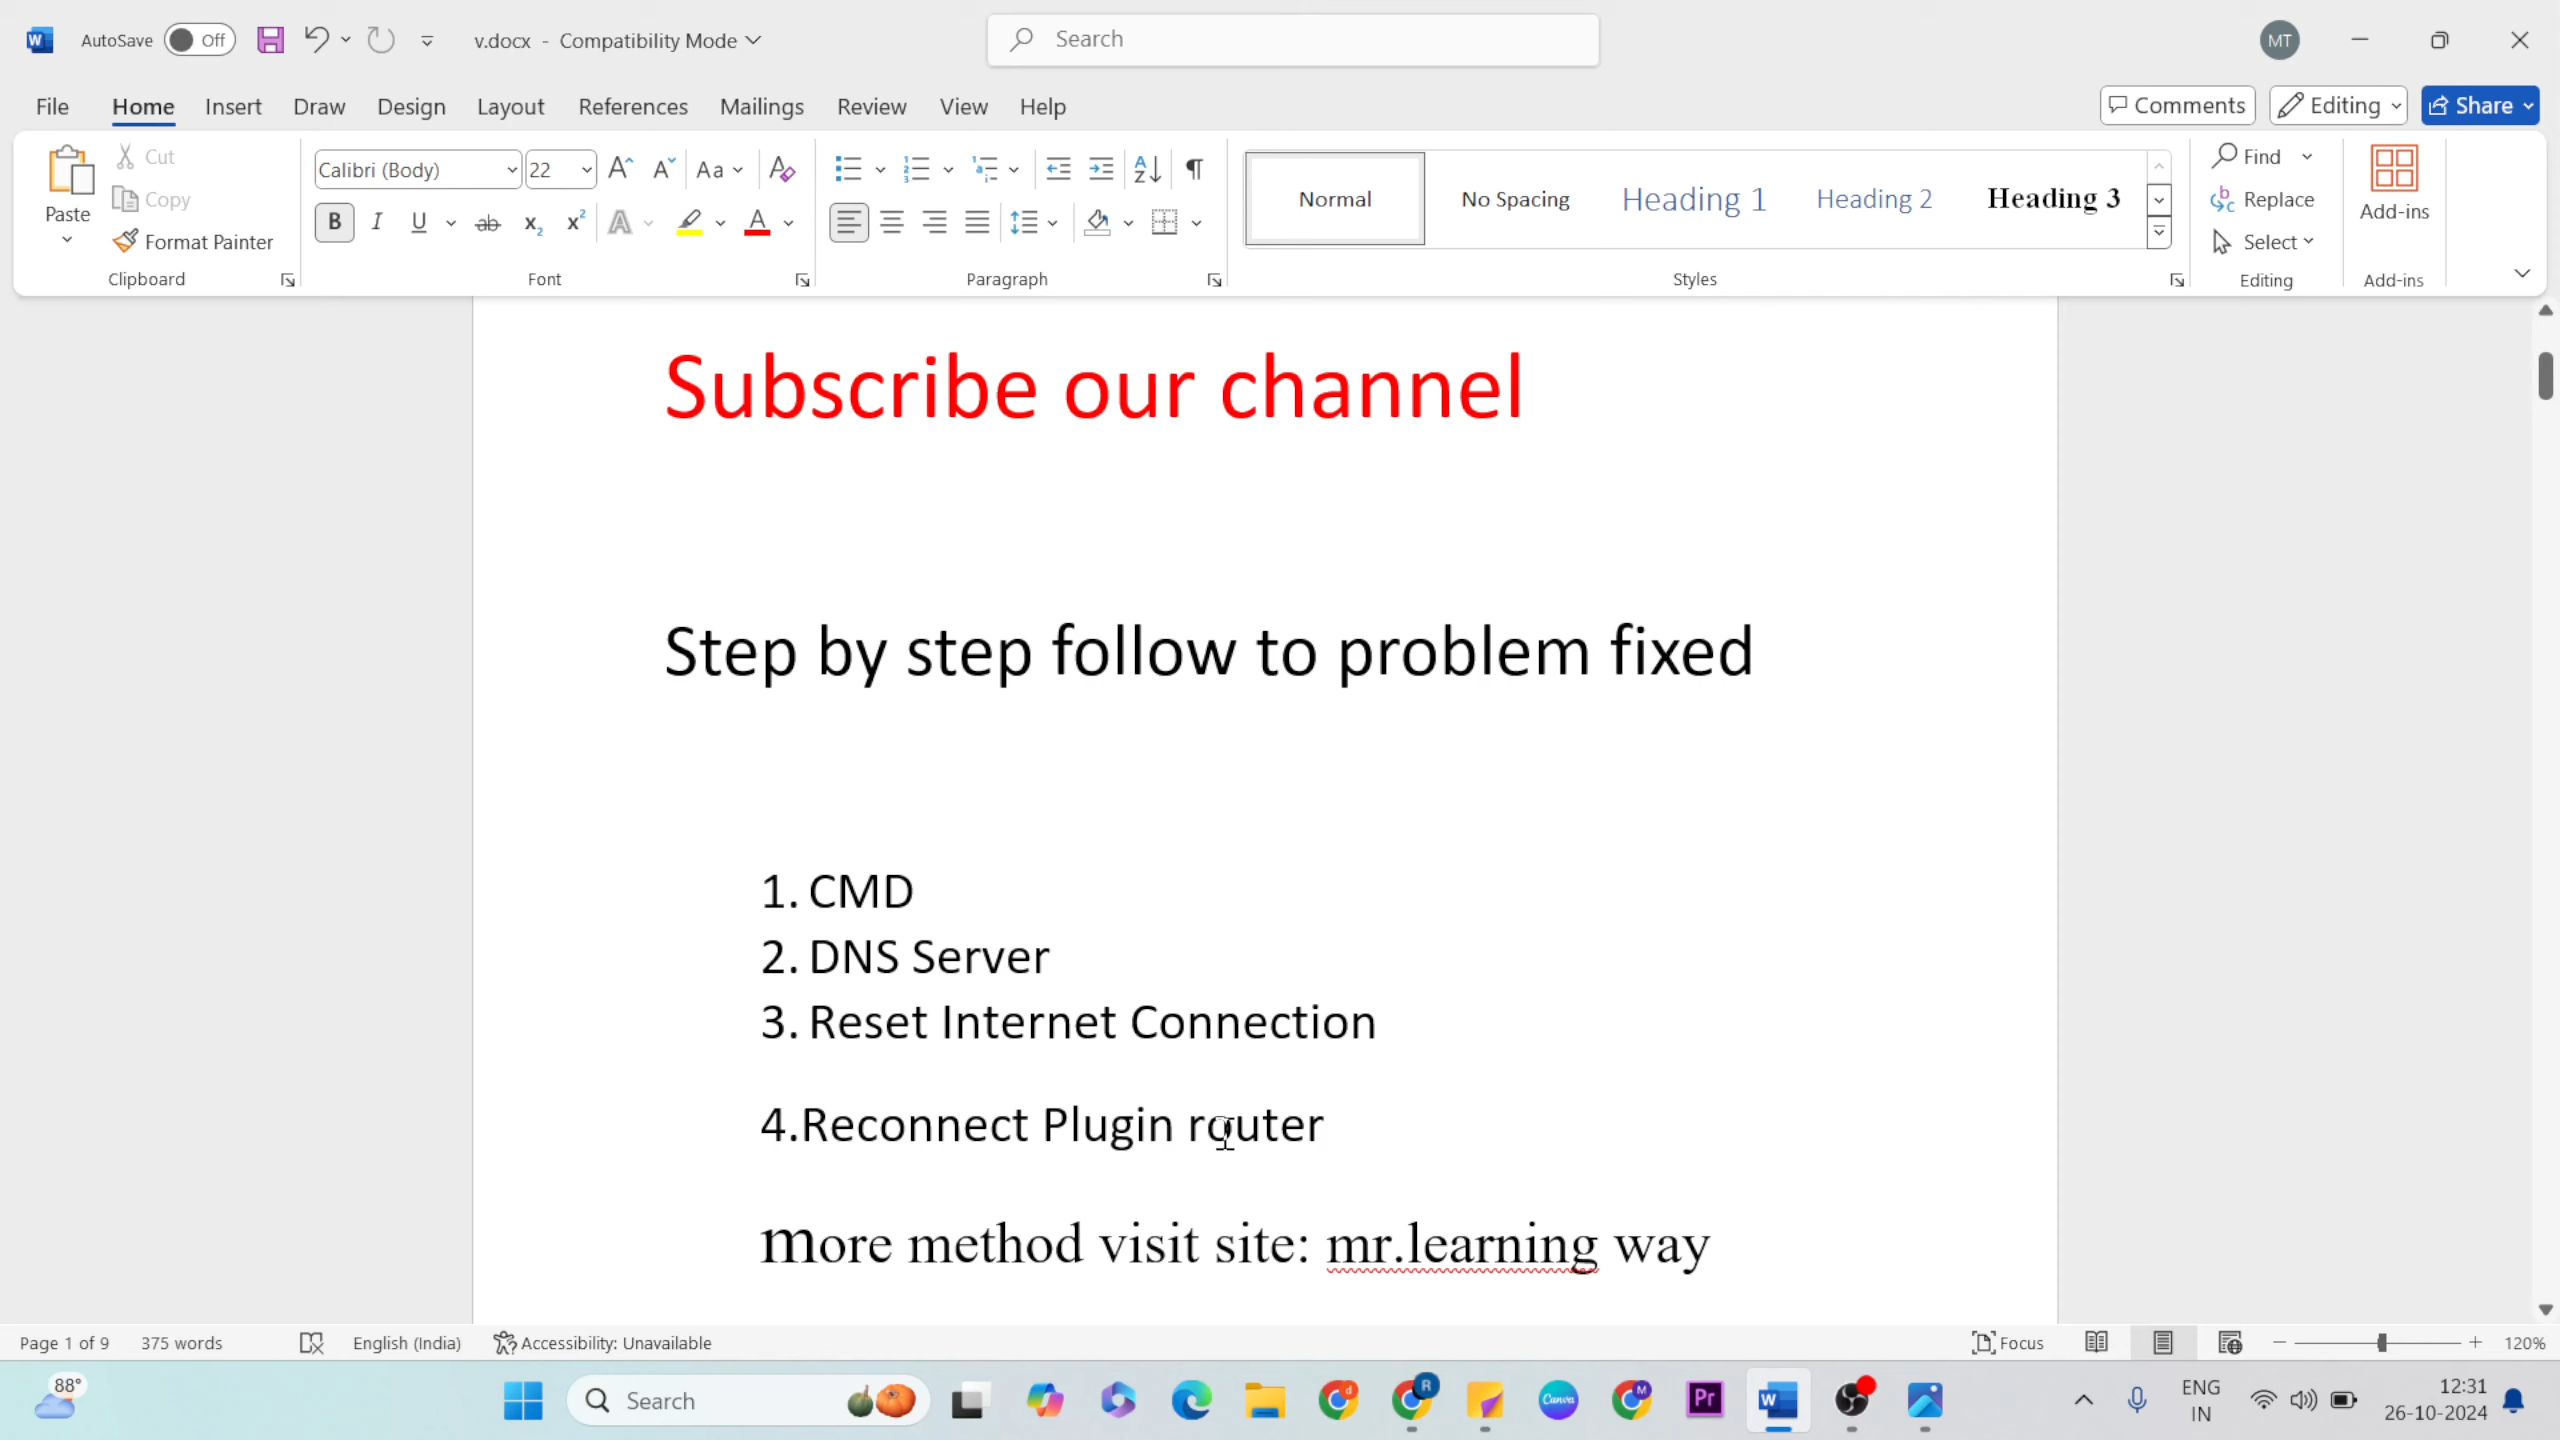 AutoSave Off v.docx - Compatibility Mode Search MT
File Home Insert Draw Design Layout References Mailings Review View Help Comments Editing Share
Paste Cut Copy Format Painter
Calibri (Body) 22
Normal No Spacing Heading 1 Heading 2 Heading 3
Find Replace Select
Add-ins
Clipboard Font Paragraph Styles Editing Add-ins
Subscribe our channel
Step by step follow to problem fixed
1. CMD
2. DNS Server
3. Reset Internet Connection
4.Reconnect Plugin router
more method visit site: mr.learning way
Page 1 of 9 375 words English (India) Accessibility: Unavailable Focus 120%
88° Search ENG 12:31
IN 26-10-2024